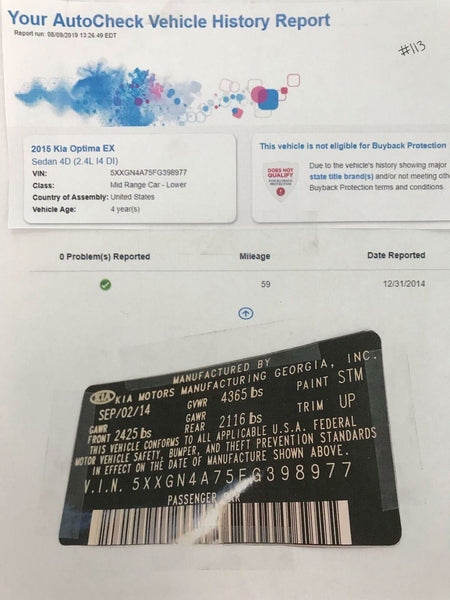 Your AutoCheck Vehicle History Report
Report run: 08/09/2019 13:26:49 EDT
#113
2015 Kia Optima EX
Sedan 4D (2.4L I4 DI)
VIN: 5XXGN4A75FG398977
Class: Mid Range Car - Lower
Country of Assembly: United States
Vehicle Age: 4 year(s)
This vehicle is not eligible for Buyback Protection
DOES NOT
QUALIFY
FOR BUYBACK
PROTECTION
Due to the vehicle's history showing major
state title brand(s) and/or not meeting othe
Buyback Protection terms and conditions.
0 Problem(s) Reported Mileage Date Reported
59 12/31/2014
MANUFACTURED BY
KIA KIA MOTORS MANUFACTURING GEORGIA, INC.
SEP/02/14 GVWR 4365 lbs PAINT STM
GAWR FRONT 2425 lbs GAWR REAR 2116 lbs TRIM UP
THIS VEHICLE CONFORMS TO ALL APPLICABLE U.S.A. FEDERAL
MOTOR VEHICLE SAFETY, BUMPER, AND THEFT PREVENTION STANDARDS
IN EFFECT ON THE DATE OF MANUFACTURE SHOWN ABOVE.
V.I.N. 5XXGN4A75FG398977
PASSENGER CAR